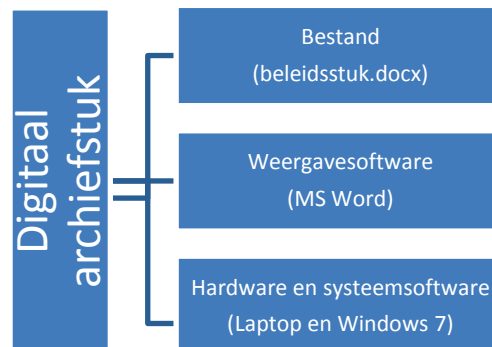 Digitaal
archiefstuk
Bestand
(beleidsstuk.docx)
Weergavesoftware
(MS Word)
Hardware en systeemsoftware
(Laptop en Windows 7)